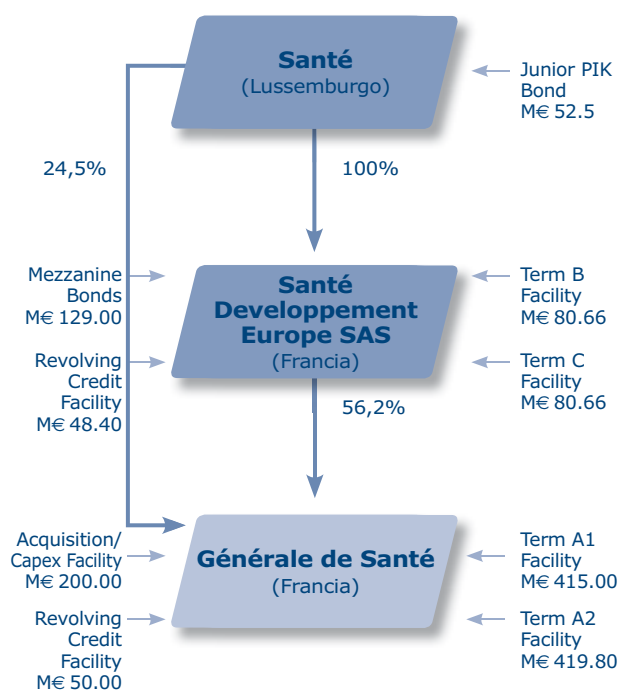 Santé
(Lussemburgo)
Junior PIK
Bond
M€ 52.5
24,5%
100%
Mezzanine
Bonds
M€ 129.00
Revolving
Credit
Facility
M€ 48.40
Santé
Developpement
Europe SAS
(Francia)
Term B
Facility
M€ 80.66
Term C
Facility
M€ 80.66
56,2%
Acquisition/
Capex Facility
M€ 200.00
Revolving
Credit
Facility
M€ 50.00
Générale de Santé
(Francia)
Term A1
Facility
M€ 415.00
Term A2
Facility
M€ 419.80